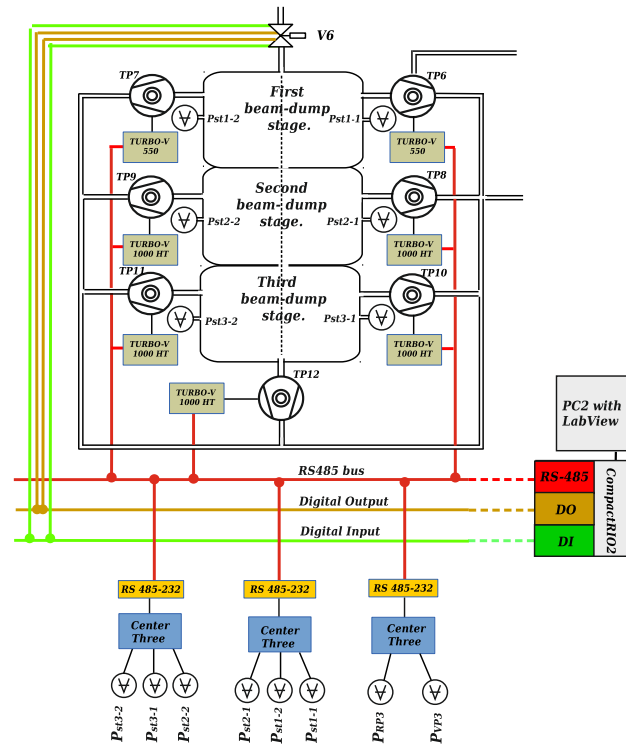 V6
TP7
TP6
First
beam-dump
stage.
Pst1-2
Pst1-1
TURBO-V
550
TURBO-V
550
TP9
TP8
Second
beam-dump
stage.
Pst2-2
Pst2-1
TURBO-V
1000 HT
TURBO-V
1000 HT
TP11
TP10
Third
beam-dump
stage.
Pst3-2
Pst3-1
TURBO-V
1000 HT
TURBO-V
1000 HT
TP12
TURBO-V
1000 HT
PC2 with
LabView
RS485 bus
RS-485
Digital Output
DO
Digital Input
DI
CompactRIO2
RS 485-232
RS 485-232
RS 485-232
Center
Three
Center
Three
Center
Three
Pst3-2
Pst3-1
Pst2-2
Pst2-1
Pst1-2
Pst1-1
PRP3
PVP3